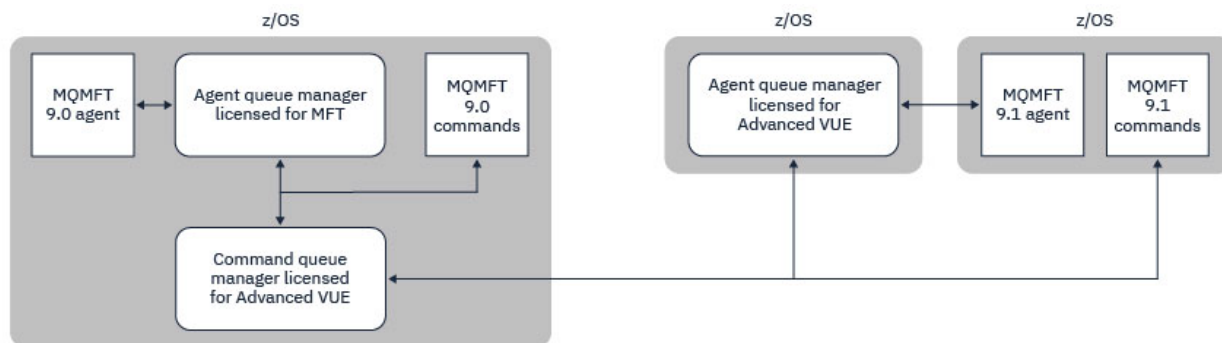 z/OS
MQMFT
9.0 agent
Agent queue manager
licensed for MFT
MQMFT
9.0
commands
Command queue
manager licensed
for Advanced VUE
z/OS
Agent queue manager
licensed for
Advanced VUE
z/OS
MQMFT
9.1 agent
MQMFT
9.1
commands